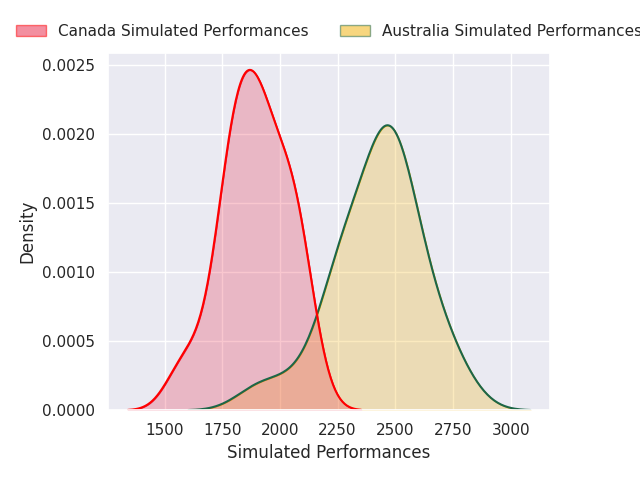 Canada Simulated Performances
Australia Simulated Performances
0.0025
0.0020
0.0015
0.0010
0.0005
0.0000
Density
1500 1750 2000 2250 2500 2750 3000
Simulated Performances